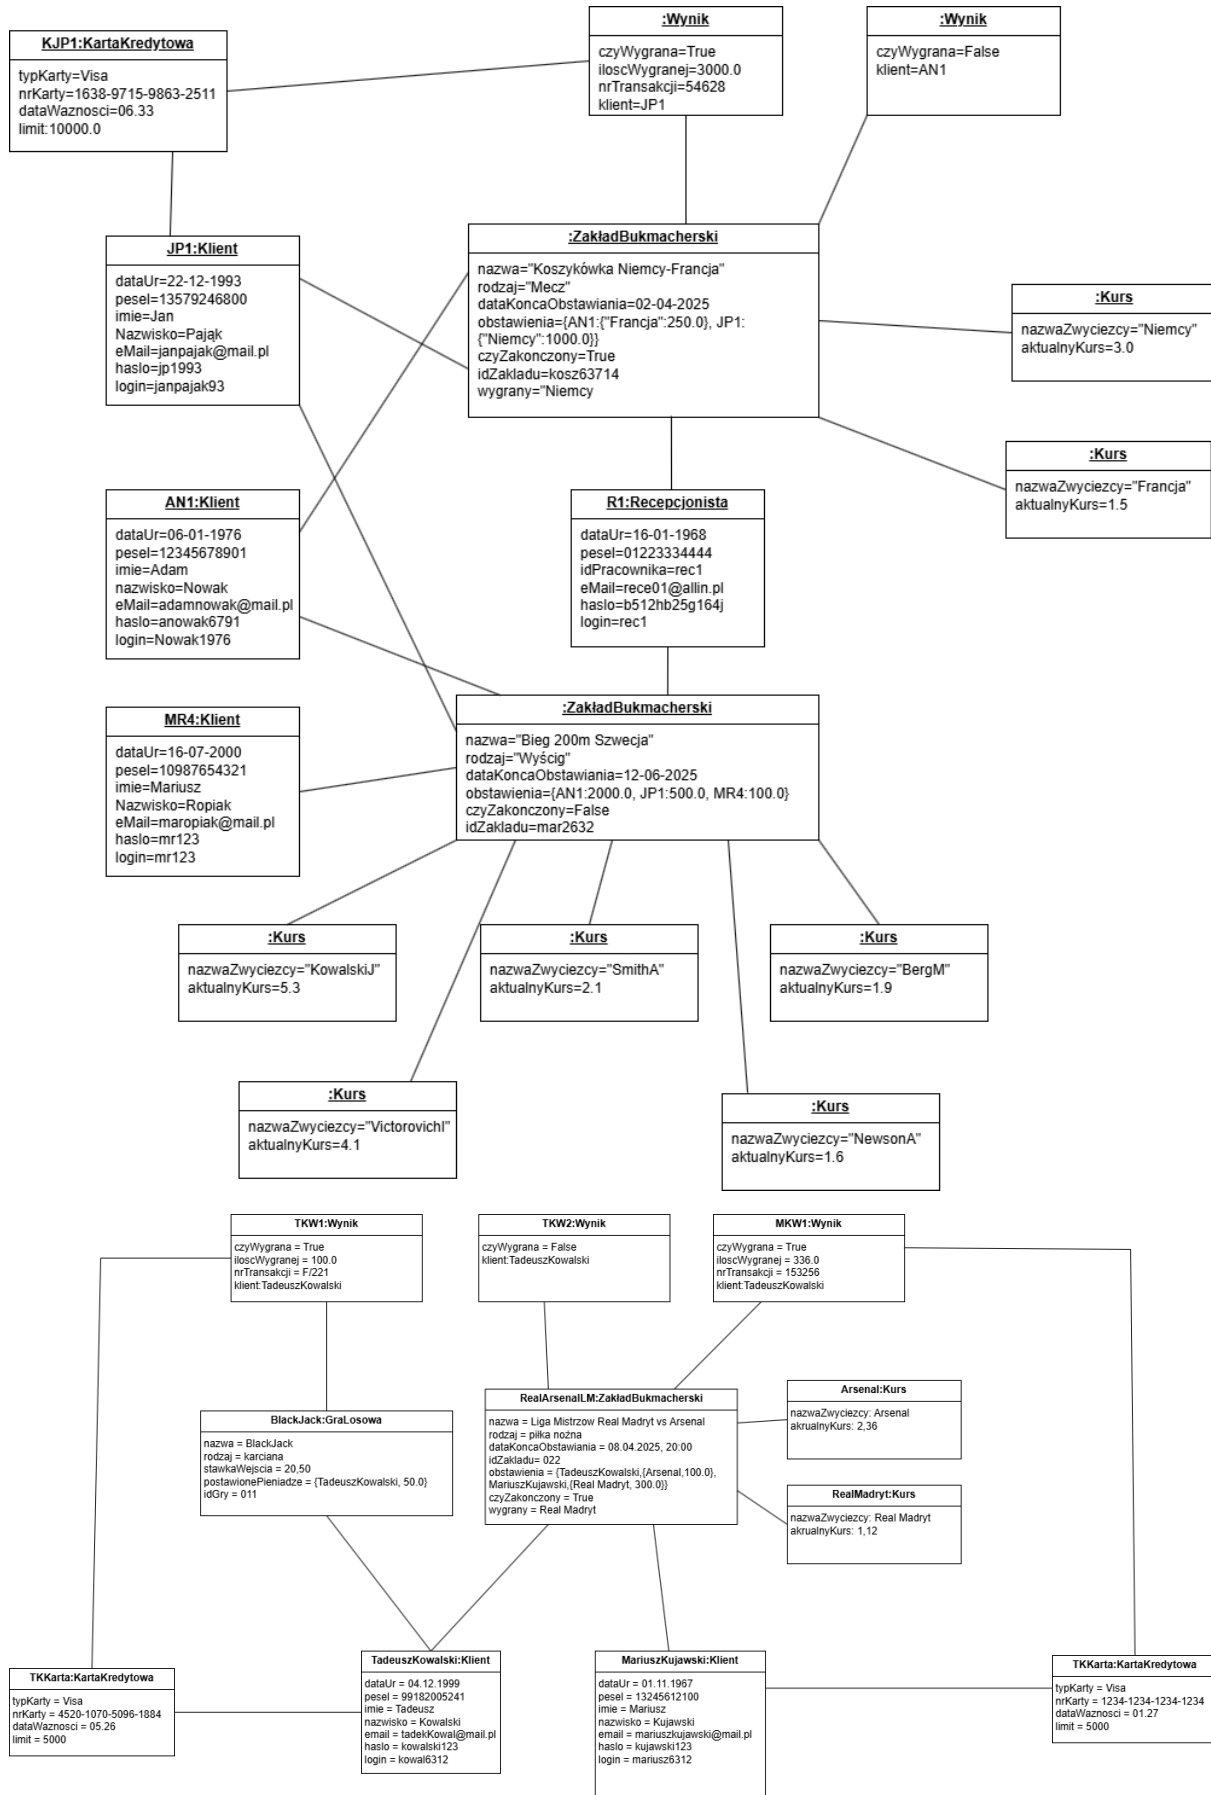 KJP1:KartaKredytowa
typKarty=Visa
nrKarty=1638-9715-9863-2511
dataWaznosci=06.33
limit:10000.0
:Wynik
czyWygrana=True
iloscWygranej=3000.0
nrTransakcji=54628
klient=JP1
:Wynik
czyWygrana=False
klient=AN1
JP1:Klient
dataUr=22-12-1993
pesel=13579246800
imie=Jan
Nazwisko=Pająk
eMail=janpajak@mail.pl
haslo=jp1993
login=janpajak93
:ZakładBukmacherski
nazwa="Koszykówka Niemcy-Francja"
rodzaj="Mecz"
dataKoncaObstawiania=02-04-2025
obstawienia={AN1:{"Francja":250.0}, JP1:
{"Niemcy":1000.0}}
czyZakonczony=True
idZakladu=kosz63714
wygrany="Niemcy
:Kurs
nazwaZwyciezcy="Niemcy"
aktualnyKurs=3.0
:Kurs
nazwaZwyciezcy="Francja"
aktualnyKurs=1.5
AN1:Klient
dataUr=06-01-1976
pesel=12345678901
imie=Adam
nazwisko=Nowak
eMail=adamnowak@mail.pl
haslo=anowak6791
login=Nowak1976
R1:Recepcjonista
dataUr=16-01-1968
pesel=01223334444
idPracownika=rec1
eMail=rece01@allin.pl
haslo=b512hb25g164j
login=rec1
MR4:Klient
dataUr=16-07-2000
pesel=10987654321
imie=Mariusz
Nazwisko=Ropiak
eMail=maropiak@mail.pl
haslo=mr123
login=mr123
:ZakładBukmacherski
nazwa="Bieg 200m Szwecja"
rodzaj="Wyścig"
dataKoncaObstawiania=12-06-2025
obstawienia={AN1:2000.0, JP1:500.0, MR4:100.0}
czyZakonczony=False
idZakladu=mar2632
:Kurs
nazwaZwyciezcy="KowalskiJ"
aktualnyKurs=5.3
:Kurs
nazwaZwyciezcy="SmithA"
aktualnyKurs=2.1
:Kurs
nazwaZwyciezcy="BergM"
aktualnyKurs=1.9
:Kurs
nazwaZwyciezcy="VictorovichI"
aktualnyKurs=4.1
:Kurs
nazwaZwyciezcy="NewsonA"
aktualnyKurs=1.6
TKW1:Wynik
czyWygrana = True
iloscWygranej = 100.0
nrTransakcji = F/221
klient:TadeuszKowalski
TKW2:Wynik
czyWygrana = False
klient:TadeuszKowalski
MKW1:Wynik
czyWygrana = True
iloscWygranej = 336.0
nrTransakcji = 153256
klient:TadeuszKowalski
BlackJack:GraLosowa
nazwa = BlackJack
rodzaj = karciana
stawkaWejscia = 20,50
postawionePieniadze = {TadeuszKowalski, 50.0}
idGry = 011
RealArsenalLM:ZakładBukmacherski
nazwa = Liga Mistrzow Real Madryt vs Arsenal
rodzaj = piłka nożna
dataKoncaObstawiania = 08.04.2025, 20:00
idZakladu= 022
obstawienia = {TadeuszKowalski,{Arsenal,100.0},
MariuszKujawski,{Real Madryt, 300.0}}
czyZakonczony = True
wygrany = Real Madryt
Arsenal:Kurs
nazwaZwyciezcy: Arsenal
akrualnyKurs: 2,36
RealMadryt:Kurs
nazwaZwyciezcy: Real Madryt
akrualnyKurs: 1,12
TKKarta:KartaKredytowa
typKarty = Visa
nrKarty = 4520-1070-5096-1884
dataWaznosci = 05.26
limit = 5000
TadeuszKowalski:Klient
dataUr = 04.12.1999
pesel = 99182005241
imie = Tadeusz
nazwisko = Kowalski
email = tadekKowal@mail.pl
haslo = kowalski123
login = kowal6312
MariuszKujawski:Klient
dataUr = 01.11.1967
pesel = 13245612100
imie = Mariusz
nazwisko = Kujawski
email = mariuszkujawski@mail.pl
haslo = kujawski123
login = mariusz6312
TKKarta:KartaKredytowa
typKarty = Visa
nrKarty = 1234-1234-1234-1234
dataWaznosci = 01.27
limit = 5000